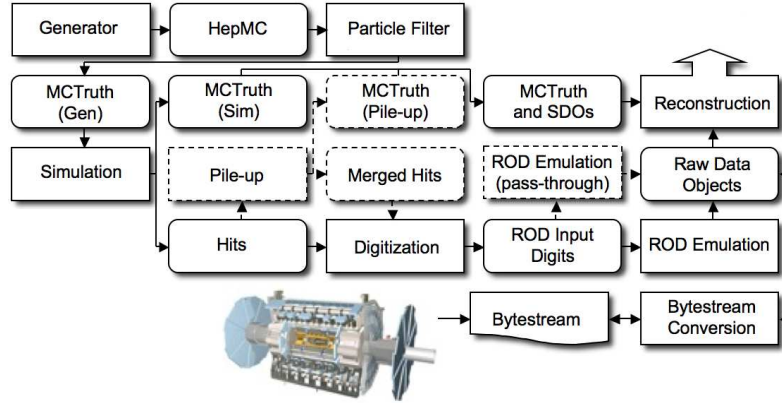 Generator
HepMC
Particle Filter
MCTruth
(Gen)
MCTruth
(Sim)
MCTruth
(Pile-up)
MCTruth
and SDOs
Reconstruction
Simulation
Pile-up
Merged Hits
ROD Emulation
(pass-through)
Raw Data
Objects
Hits
Digitization
ROD Input
Digits
ROD Emulation
Bytestream
Bytestream
Conversion